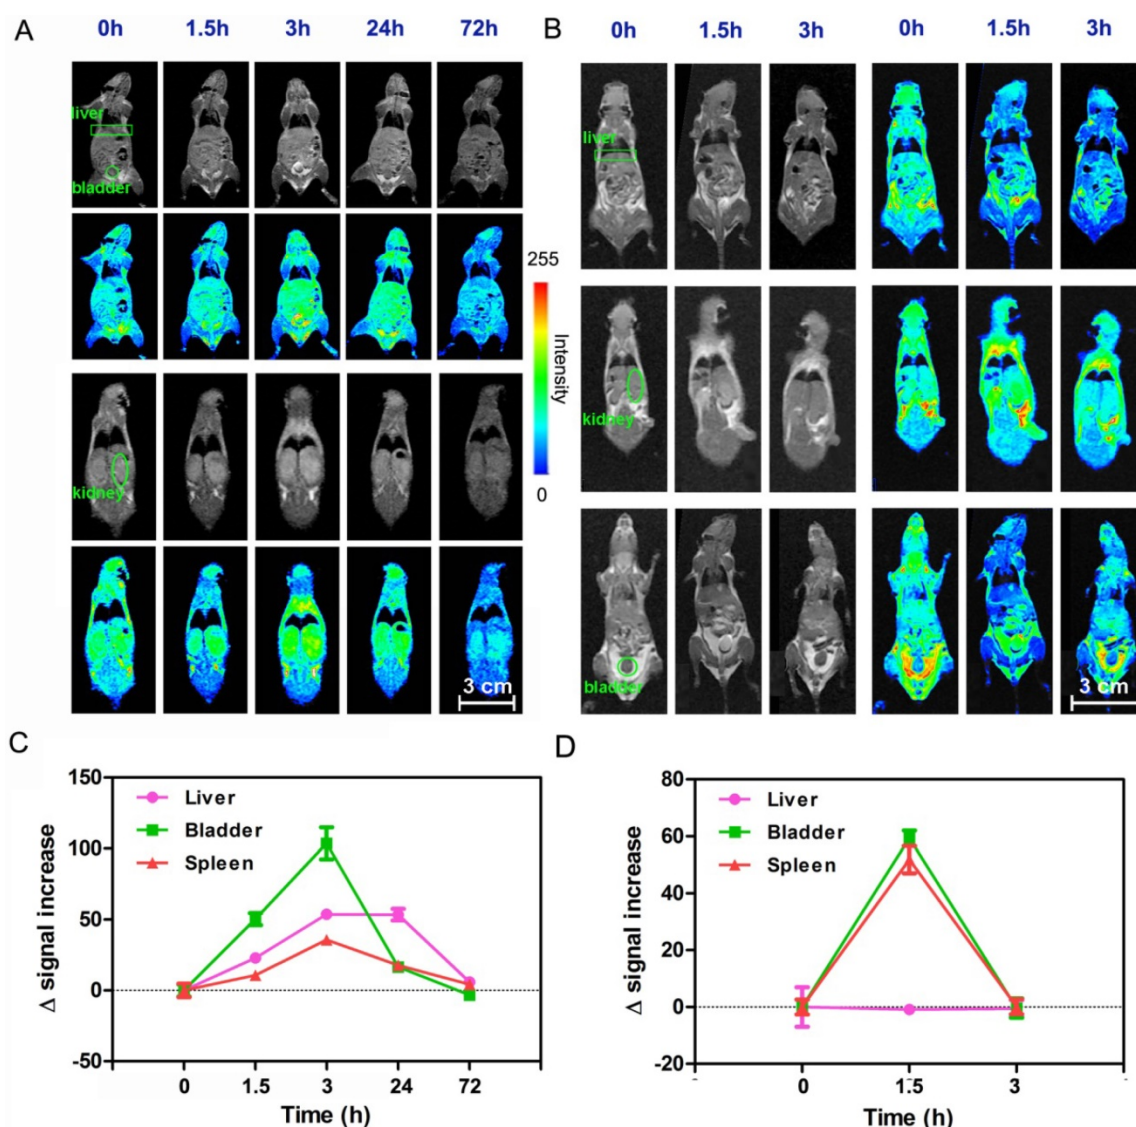 A
0h 1.5h 3h 24h 72h
liver
bladder
kidney
3 cm
255
Intensity
0
B
0h 1.5h 3h 0h 1.5h 3h
liver
kidney
bladder
3 cm
C
150
100
50
0
-50
Δ signal increase
Liver
Bladder
Spleen
0 1.5 3 24 72
Time (h)
D
80
60
40
20
0
-20
Δ signal increase
Liver
Bladder
Spleen
0 1.5 3
Time (h)